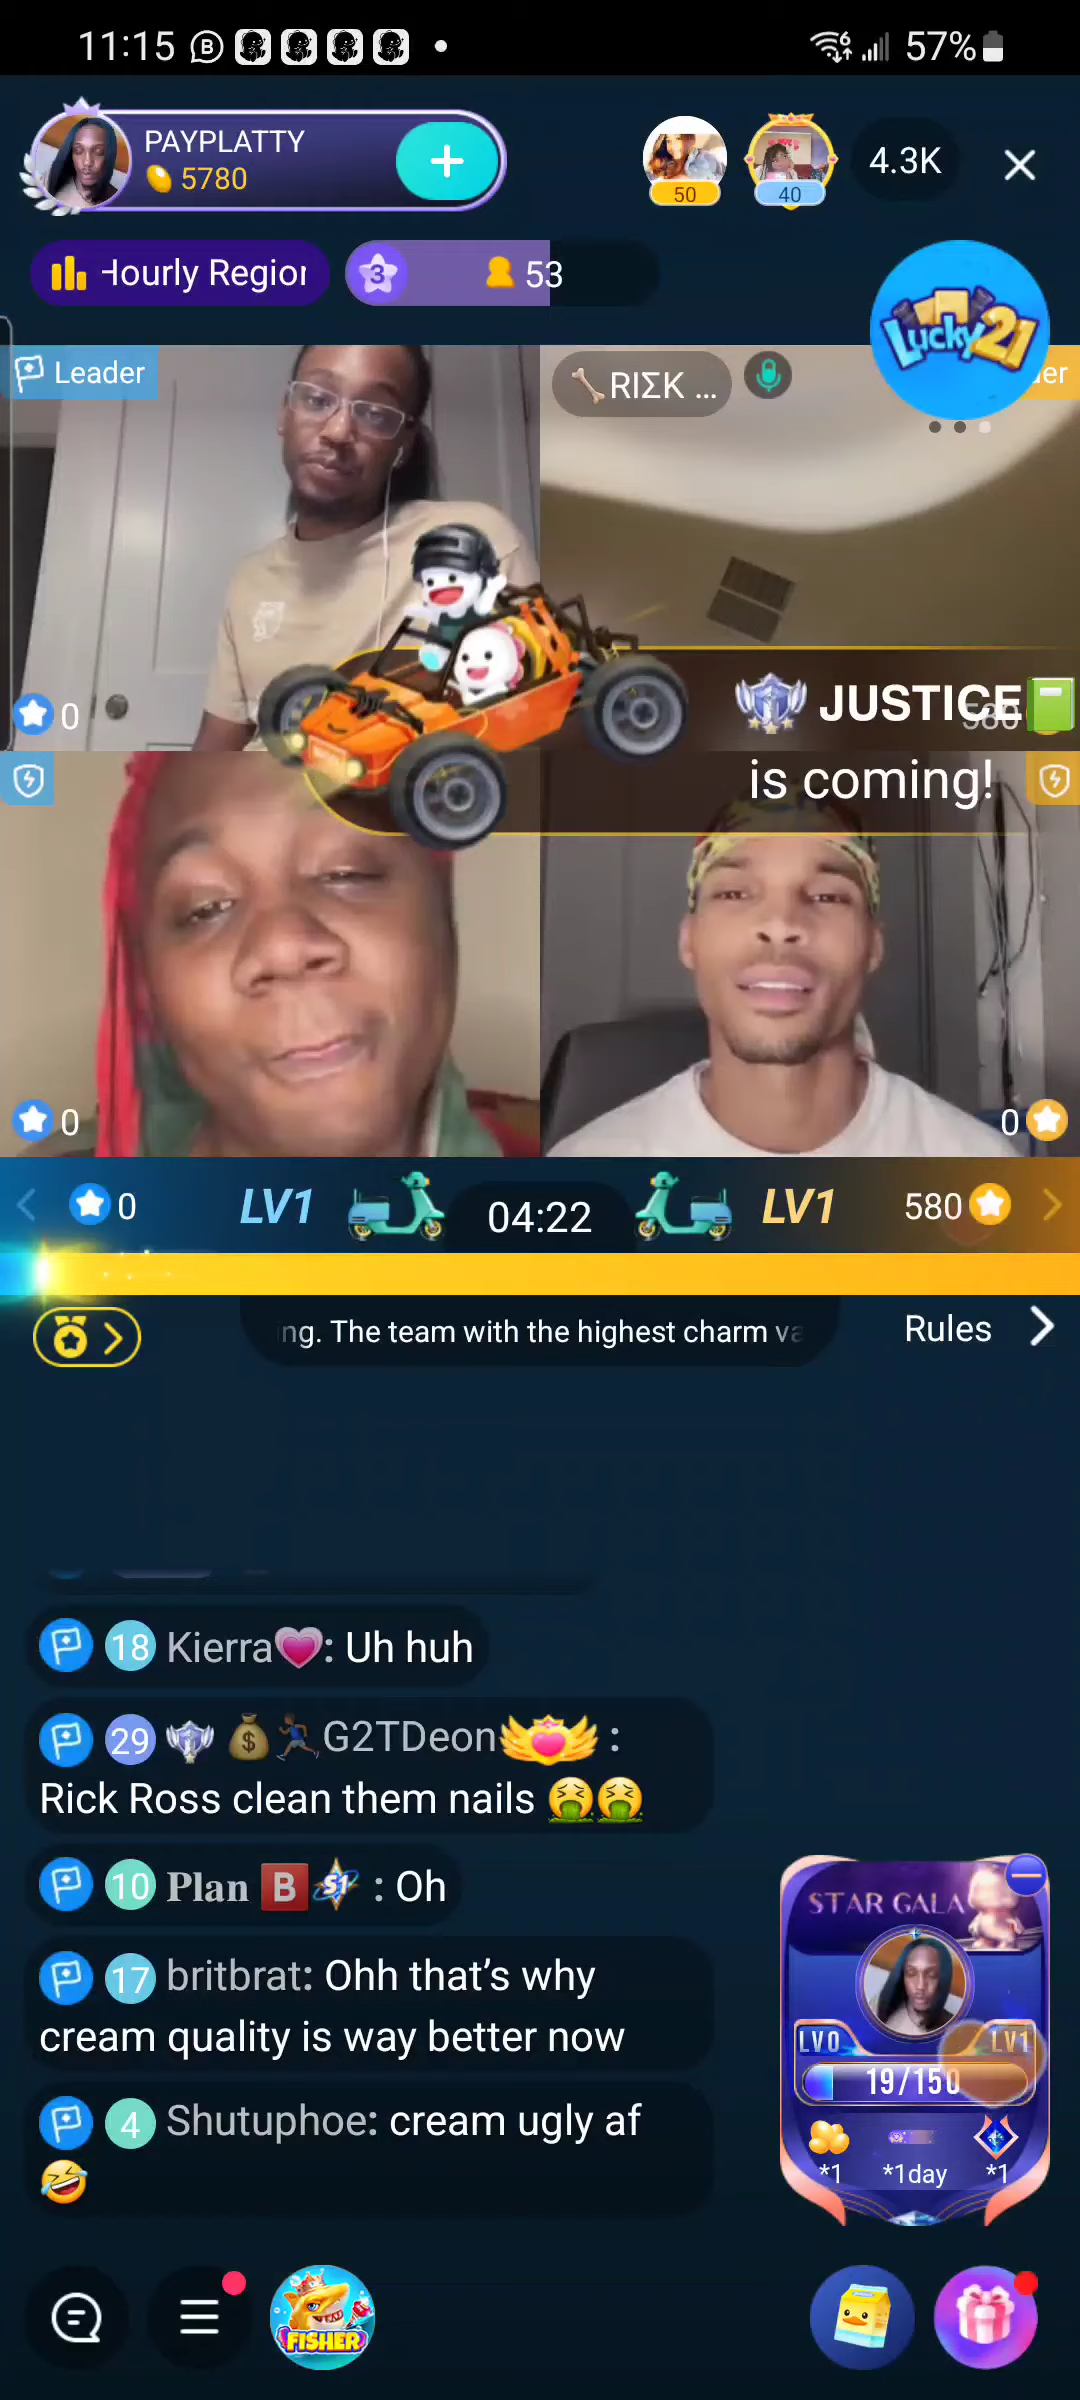 11:15
57%
PAYPLATTY
5780
50
40
4.3K
Hourly Region
3
53
Lucky21
Leader
RIΣK ...
0
JUSTICE
580
is coming!
0
0
0
LV1
04:22
LV1
580
ng. The team with the highest charm va
Rules
18 Kierra: Uh huh
29 G2TDeon :
Rick Ross clean them nails
10 Plan B S1 : Oh
17 britbrat: Ohh that's why
cream quality is way better now
4 Shutuphoe: cream ugly af
STAR GALA
LV0
LV1
19/150
*1
*1day
*1
FISHER